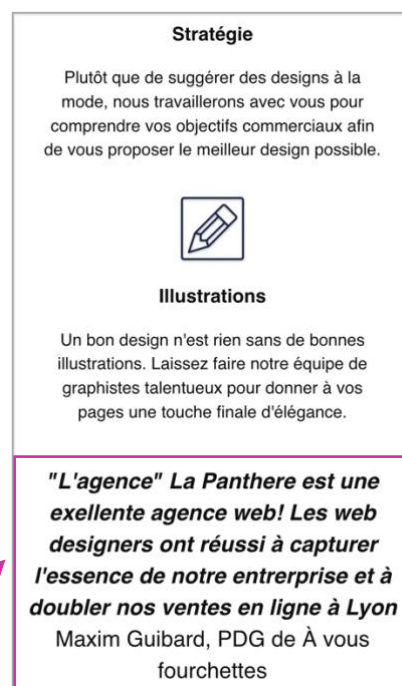 Stratégie
Plutôt que de suggérer des designs à la
mode, nous travaillerons avec vous pour
comprendre vos objectifs commerciaux afin
de vous proposer le meilleur design possible.
Illustrations
Un bon design n'est rien sans de bonnes
illustrations. Laissez faire notre équipe de
graphistes talentueux pour donner à vos
pages une touche finale d'élégance.
"L'agence" La Panthere est une
exellente agence web! Les web
designers ont réussi à capturer
l'essence de notre entrerprise et à
doubler nos ventes en ligne à Lyon
Maxim Guibard, PDG de À vous
fourchettes